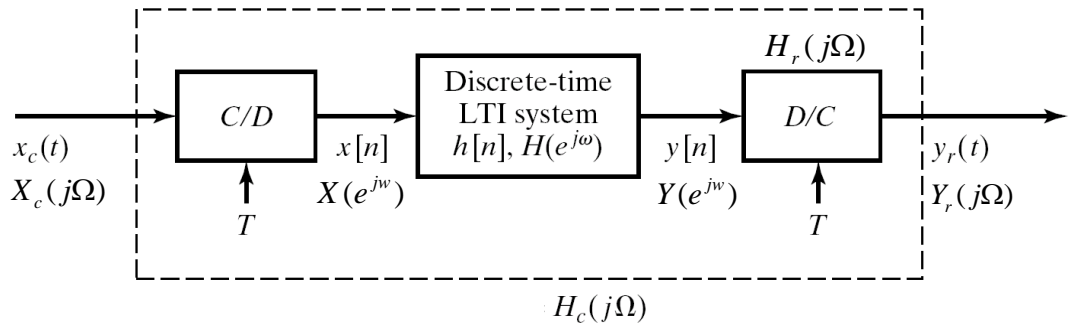 H_r(jΩ)
C/D
Discrete-time
LTI system
h[n], H(e^{jω})
D/C
x_c(t)
x[n]
y[n]
y_r(t)
X_c(jΩ)
X(e^{jw})
Y(e^{jw})
Y_r(jΩ)
T
T
H_c(jΩ)